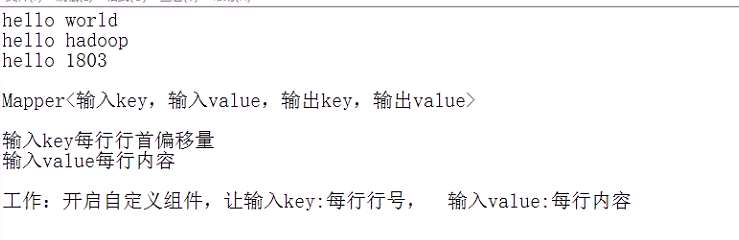 hello world
hello hadoop
hello 1803
Mapper<输入key，输入value，输出key，输出value>
输入key每行行首偏移量
输入value每行内容
工作：开启自定义组件，让输入key:每行行号， 输入value:每行内容